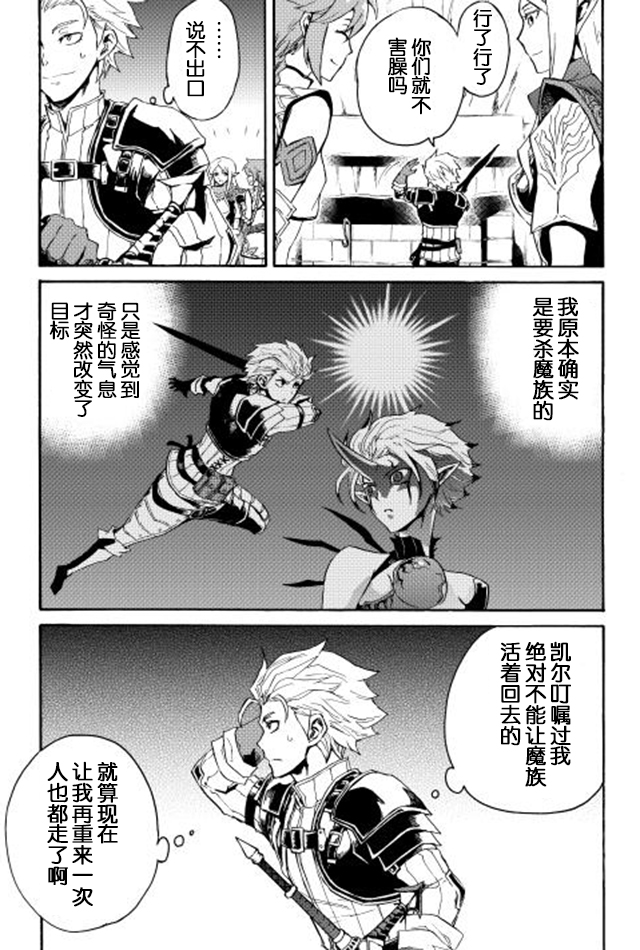 行了行了
你们就不
害臊吗
……
说不出口
我原本确实
是要杀魔族的
只是感觉到
奇怪的气息
才突然改变了
目标
凯尔叮嘱过我
绝对不能让魔族
活着回去的
就算现在
让我再重来一次
人也都走了啊